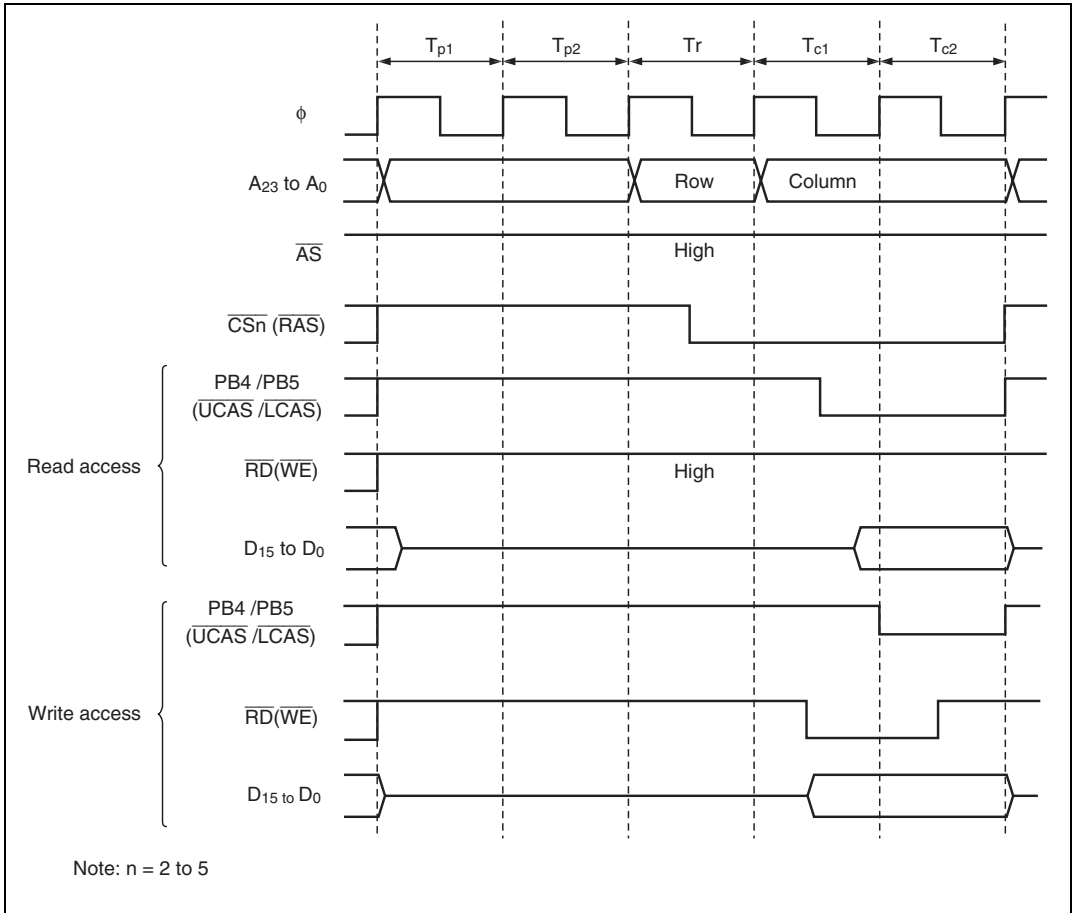 Tp1 Tp2 Tr Tc1 Tc2
ϕ
A23 to A0 Row Column
AS High
CSn (RAS)
Read access
PB4 /PB5
(UCAS /LCAS)
RD(WE) High
D15 to D0
Write access
PB4 /PB5
(UCAS /LCAS)
RD(WE)
D15 to D0
Note: n = 2 to 5